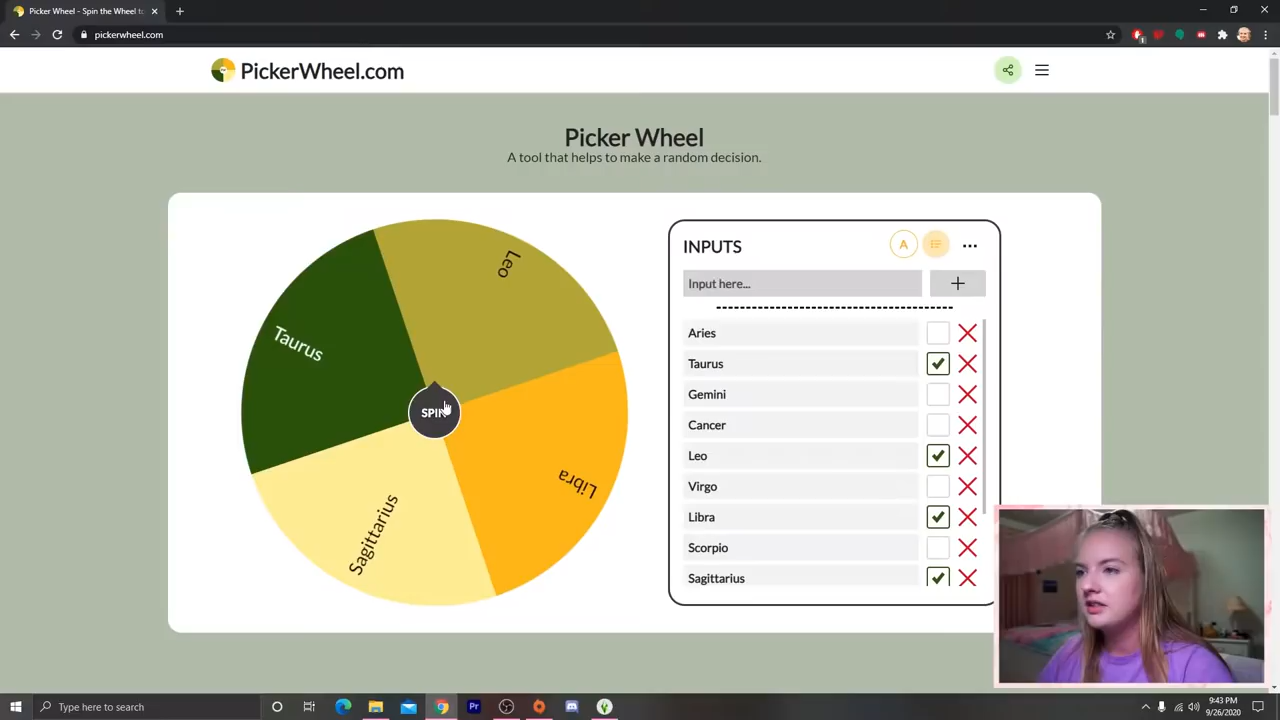 Picker Wheel - Spin the Wheel to
pickerwheel.com
PickerWheel.com
Picker Wheel
A tool that helps to make a random decision.
Leo
Taurus
SPIN
Libra
Sagittarius
INPUTS
A
Input here...
Aries
Taurus
Gemini
Cancer
Leo
Virgo
Libra
Scorpio
Sagittarius
Type here to search
Pr
9:43 PM
9/26/2020